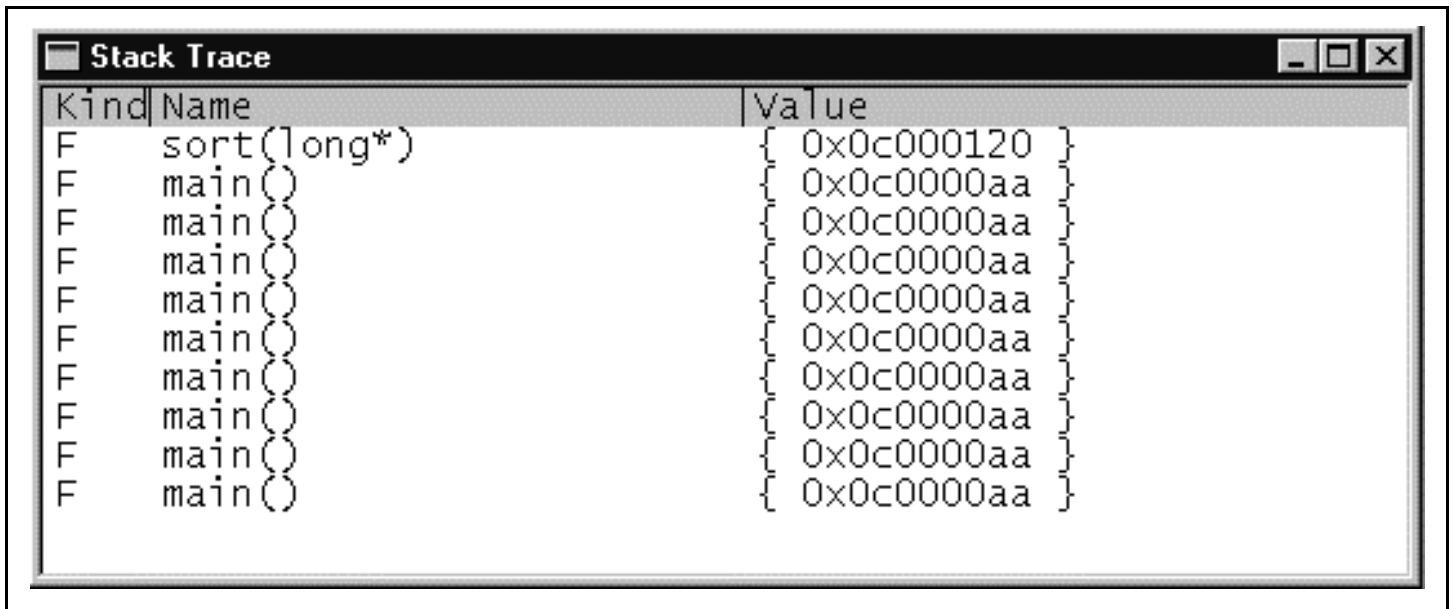 Stack Trace
Kind Name Value
F sort(long*) { 0x0c000120 }
F main() { 0x0c0000aa }
F main() { 0x0c0000aa }
F main() { 0x0c0000aa }
F main() { 0x0c0000aa }
F main() { 0x0c0000aa }
F main() { 0x0c0000aa }
F main() { 0x0c0000aa }
F main() { 0x0c0000aa }
F main() { 0x0c0000aa }